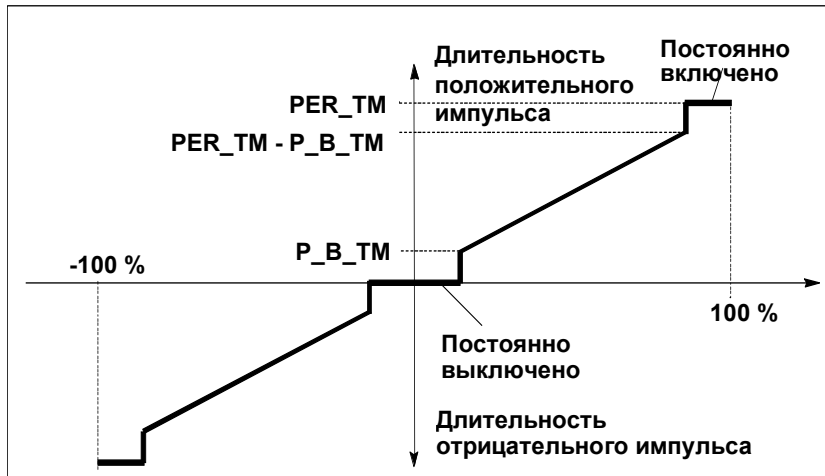 Длительность
положительного
импульса
Постоянно
включено
PER_TM
PER_TM - P_B_TM
P_B_TM
-100 %
100 %
Постоянно
выключено
Длительность
отрицательного импульса